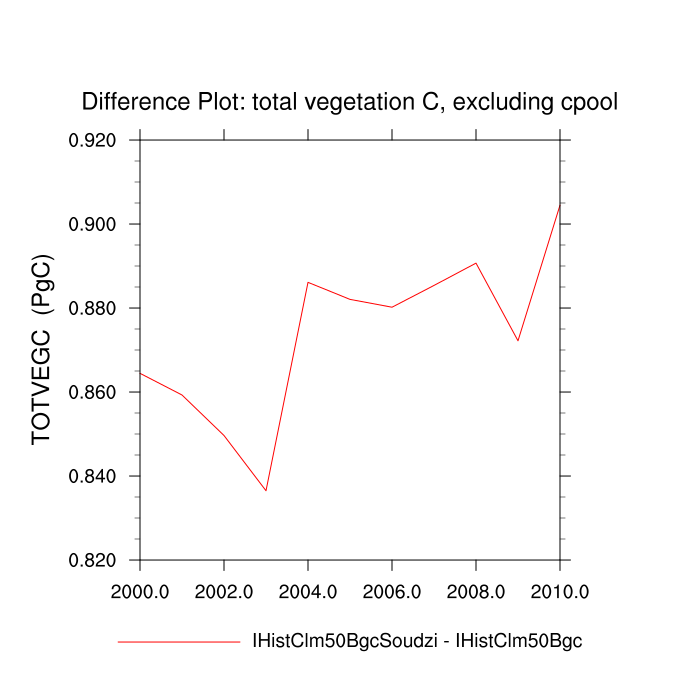 Difference Plot: total vegetation C, excluding cpool
0.920
0.900
0.880
0.860
0.840
0.820
TOTVEGC (PgC)
2000.0 2002.0 2004.0 2006.0 2008.0 2010.0
IHistClm50BgcSoudzi - IHistClm50Bgc